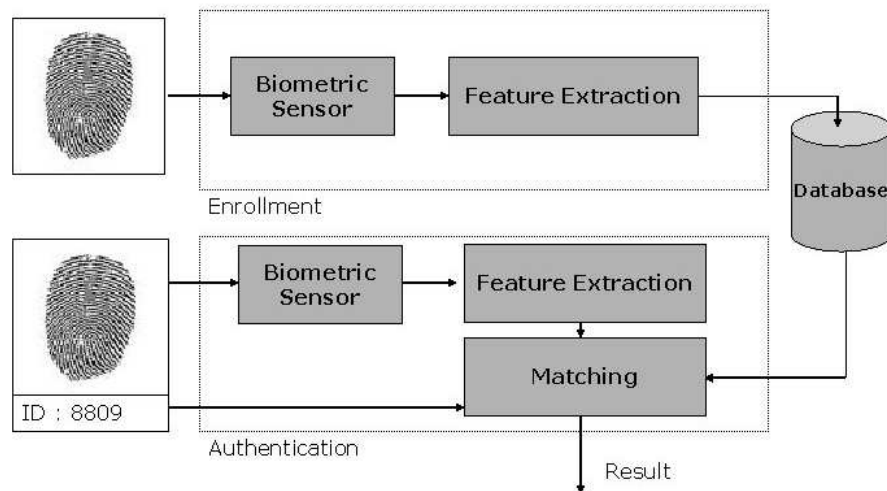 Biometric
Sensor
Feature Extraction
Database
Enrollment
Biometric
Sensor
Feature Extraction
Matching
ID : 8809
Authentication
Result